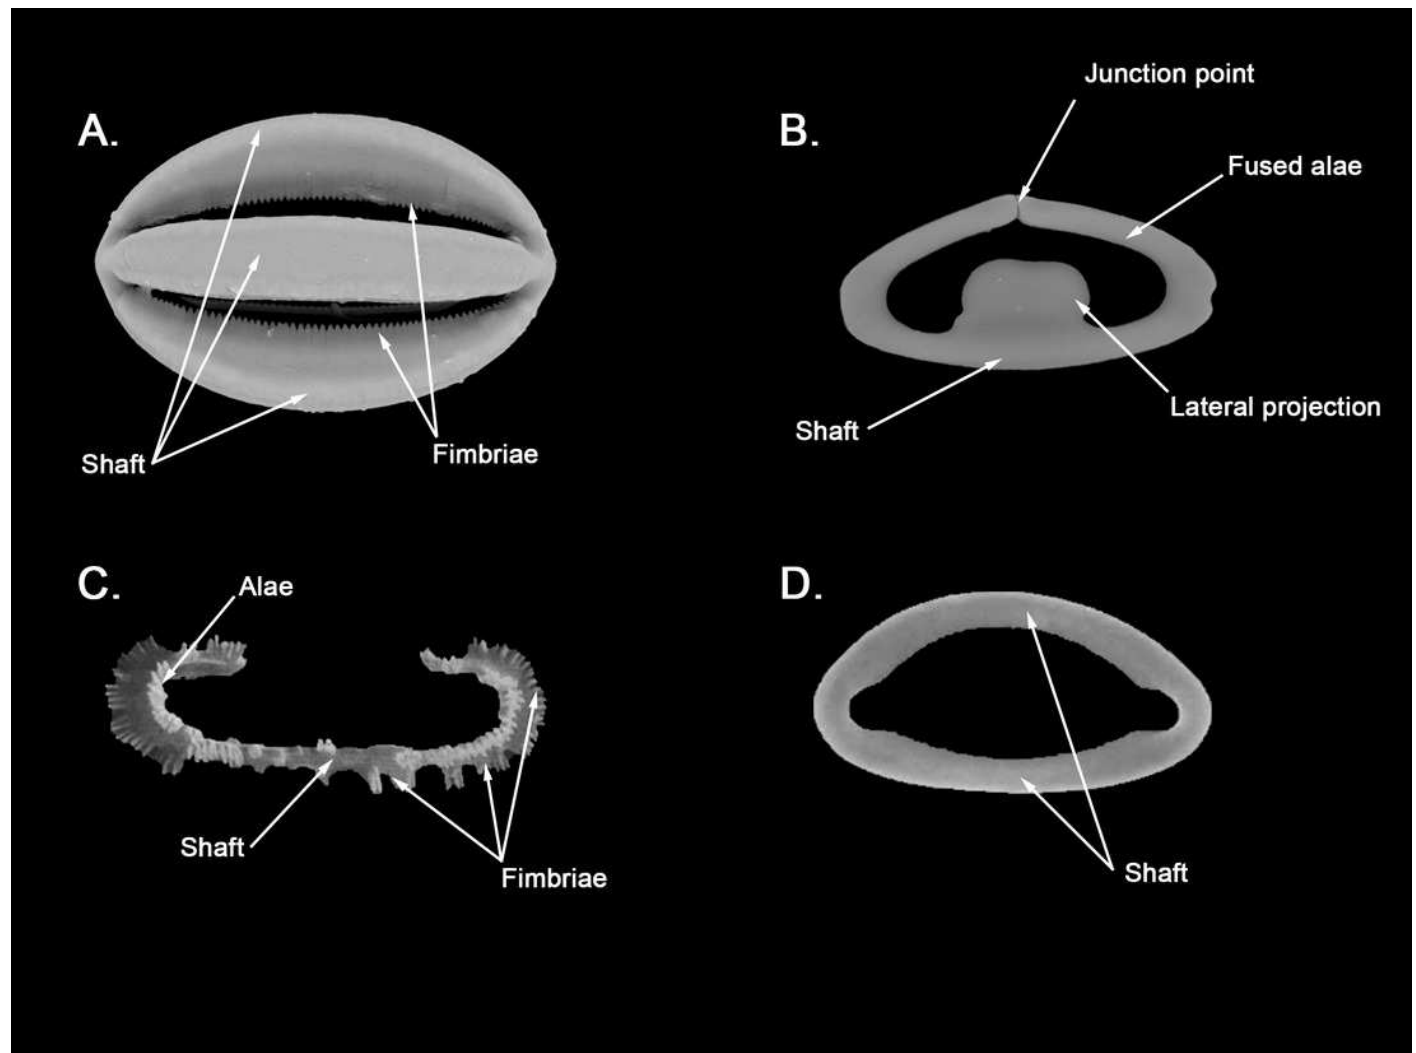 A.
Shaft
Fimbriae
B.
Junction point
Fused alae
Lateral projection
Shaft
C.
Alae
Shaft
Fimbriae
D.
Shaft